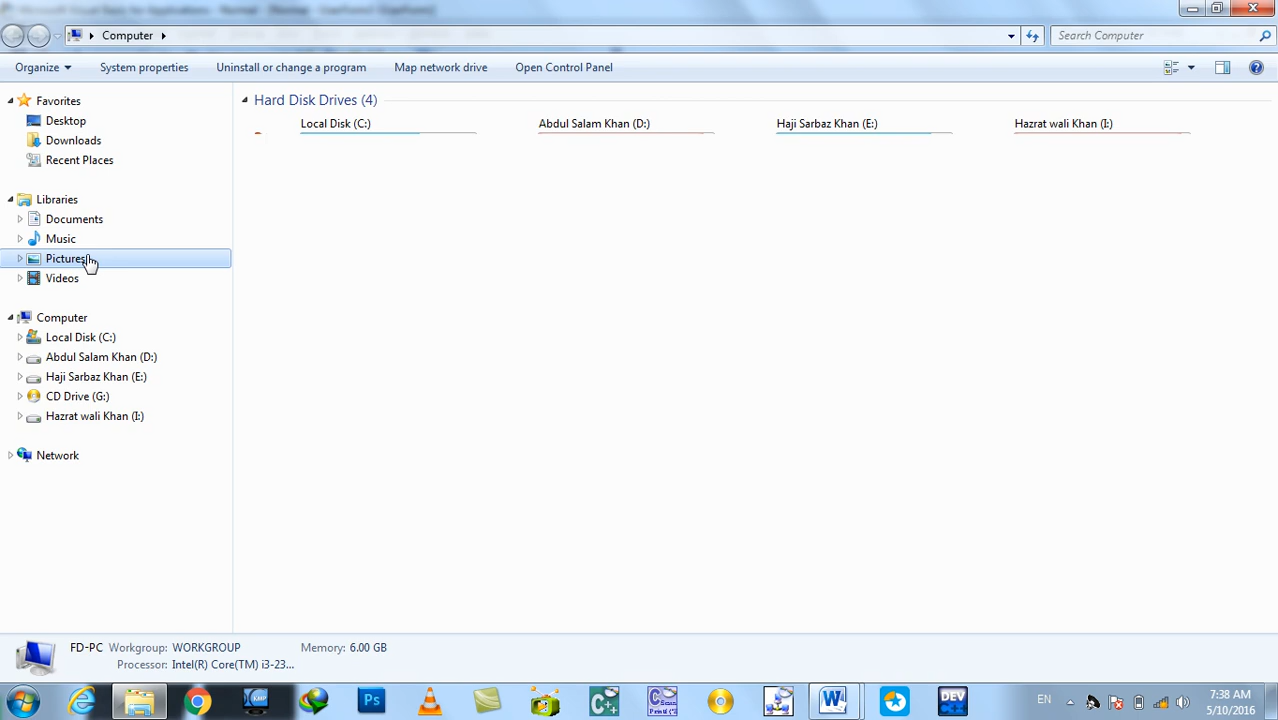 Computer
Search Computer
Organize
System properties
Uninstall or change a program
Map network drive
Open Control Panel
Favorites
Desktop
Downloads
Recent Places
Libraries
Documents
Music
Pictures
Videos
Computer
Local Disk (C:)
Abdul Salam Khan (D:)
Haji Sarbaz Khan (E:)
CD Drive (G:)
Hazrat wali Khan (I:)
Network
Hard Disk Drives (4)
Local Disk (C:)
Abdul Salam Khan (D:)
Haji Sarbaz Khan (E:)
Hazrat wali Khan (I:)
FD-PC Workgroup: WORKGROUP Memory: 6.00 GB
Processor: Intel(R) Core(TM) i3-23...
Ps
DEV
EN
7:38 AM
5/10/2016